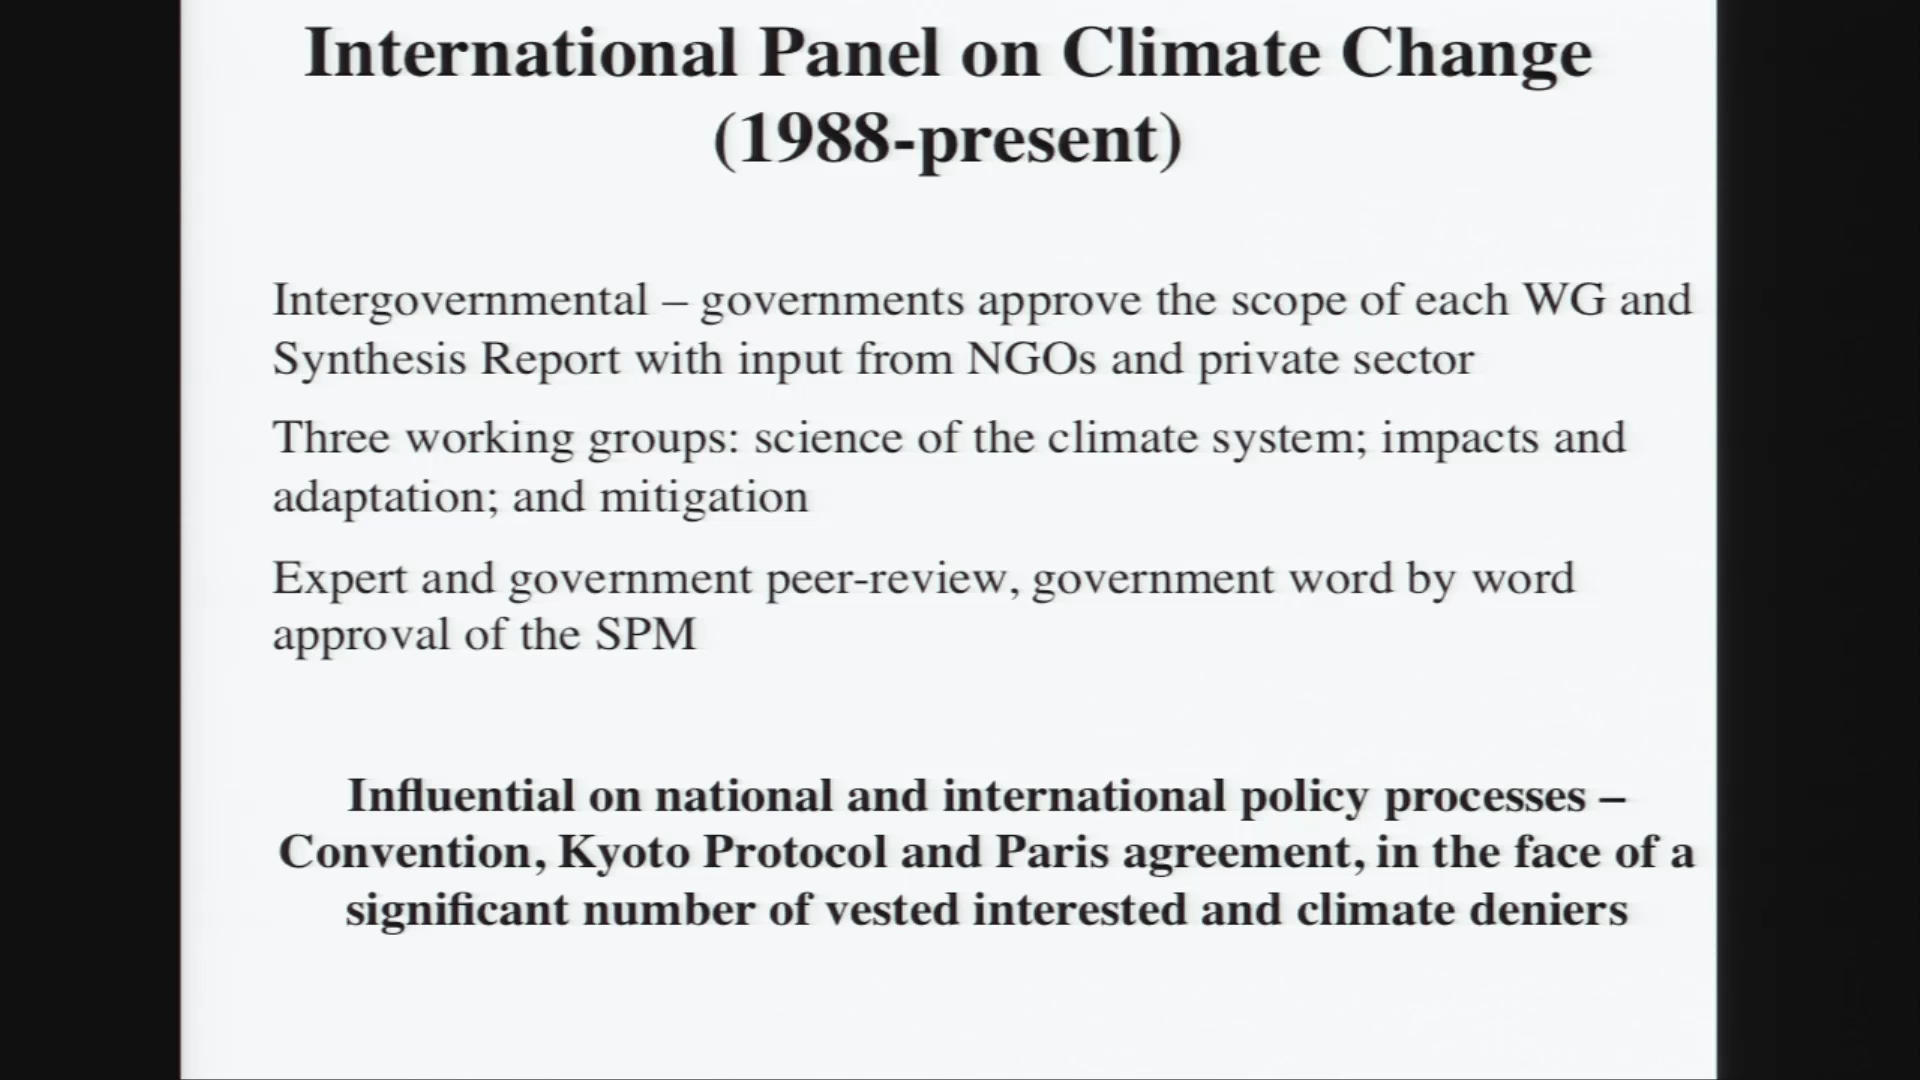 International Panel on Climate Change
(1988-present)
Intergovernmental – governments approve the scope of each WG and
Synthesis Report with input from NGOs and private sector
Three working groups: science of the climate system; impacts and
adaptation; and mitigation
Expert and government peer-review, government word by word
approval of the SPM
Influential on national and international policy processes –
Convention, Kyoto Protocol and Paris agreement, in the face of a
significant number of vested interested and climate deniers